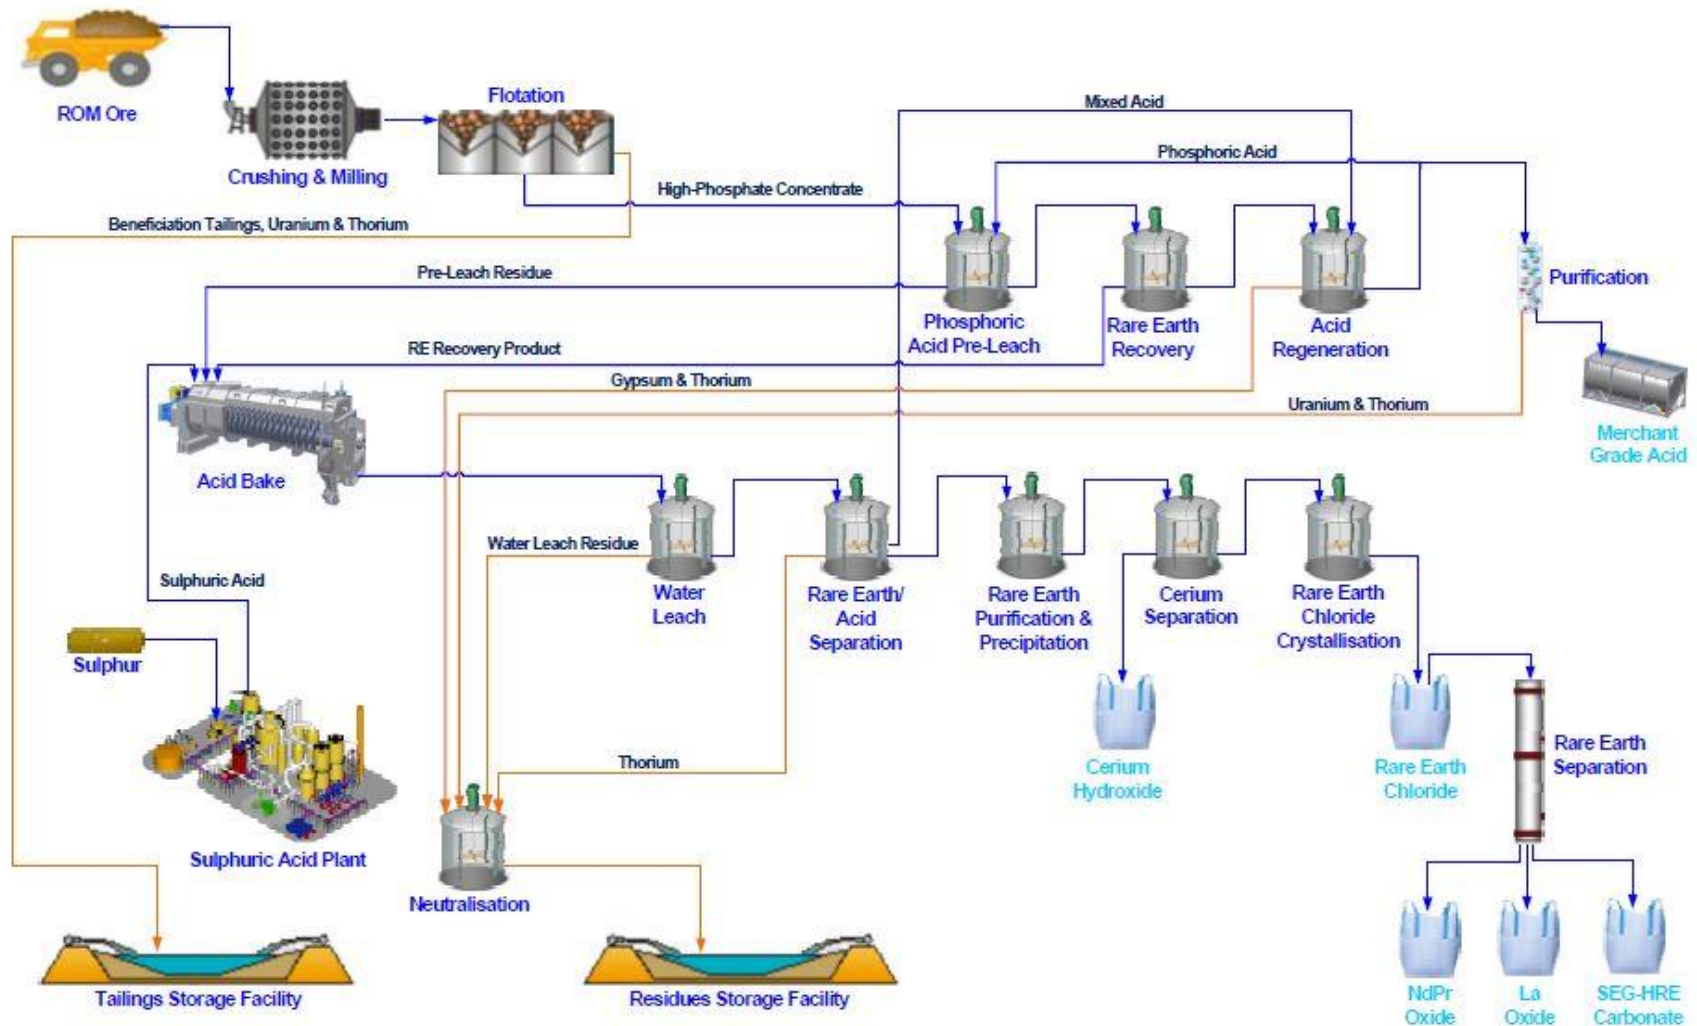 ROM Ore
Crushing & Milling
Flotation
Mixed Acid
Phosphoric Acid
High-Phosphate Concentrate
Beneficiation Tailings, Uranium & Thorium
Pre-Leach Residue
Phosphoric
Acid Pre-Leach
Rare Earth
Recovery
Acid
Regeneration
Purification
RE Recovery Product
Gypsum & Thorium
Uranium & Thorium
Merchant
Grade Acid
Acid Bake
Water Leach Residue
Water
Leach
Rare Earth/
Acid
Separation
Rare Earth
Purification &
Precipitation
Cerium
Separation
Rare Earth
Chloride
Crystallisation
Sulphuric Acid
Sulphur
Sulphuric Acid Plant
Thorium
Cerium
Hydroxide
Rare Earth
Chloride
Rare Earth
Separation
Neutralisation
Tailings Storage Facility
Residues Storage Facility
NdPr
Oxide
La
Oxide
SEG-HRE
Carbonate